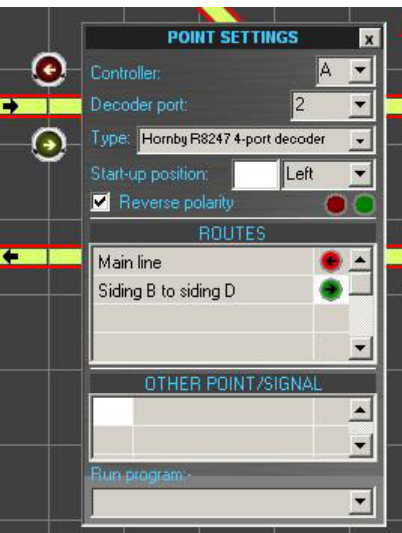 POINT SETTINGS x
Controller: A
Decoder port: 2
Type: Hornby R8247 4-port decoder
Start-up position: Left
Reverse polarity
ROUTES
Main line
Siding B to siding D
OTHER POINT/SIGNAL
Run program:-